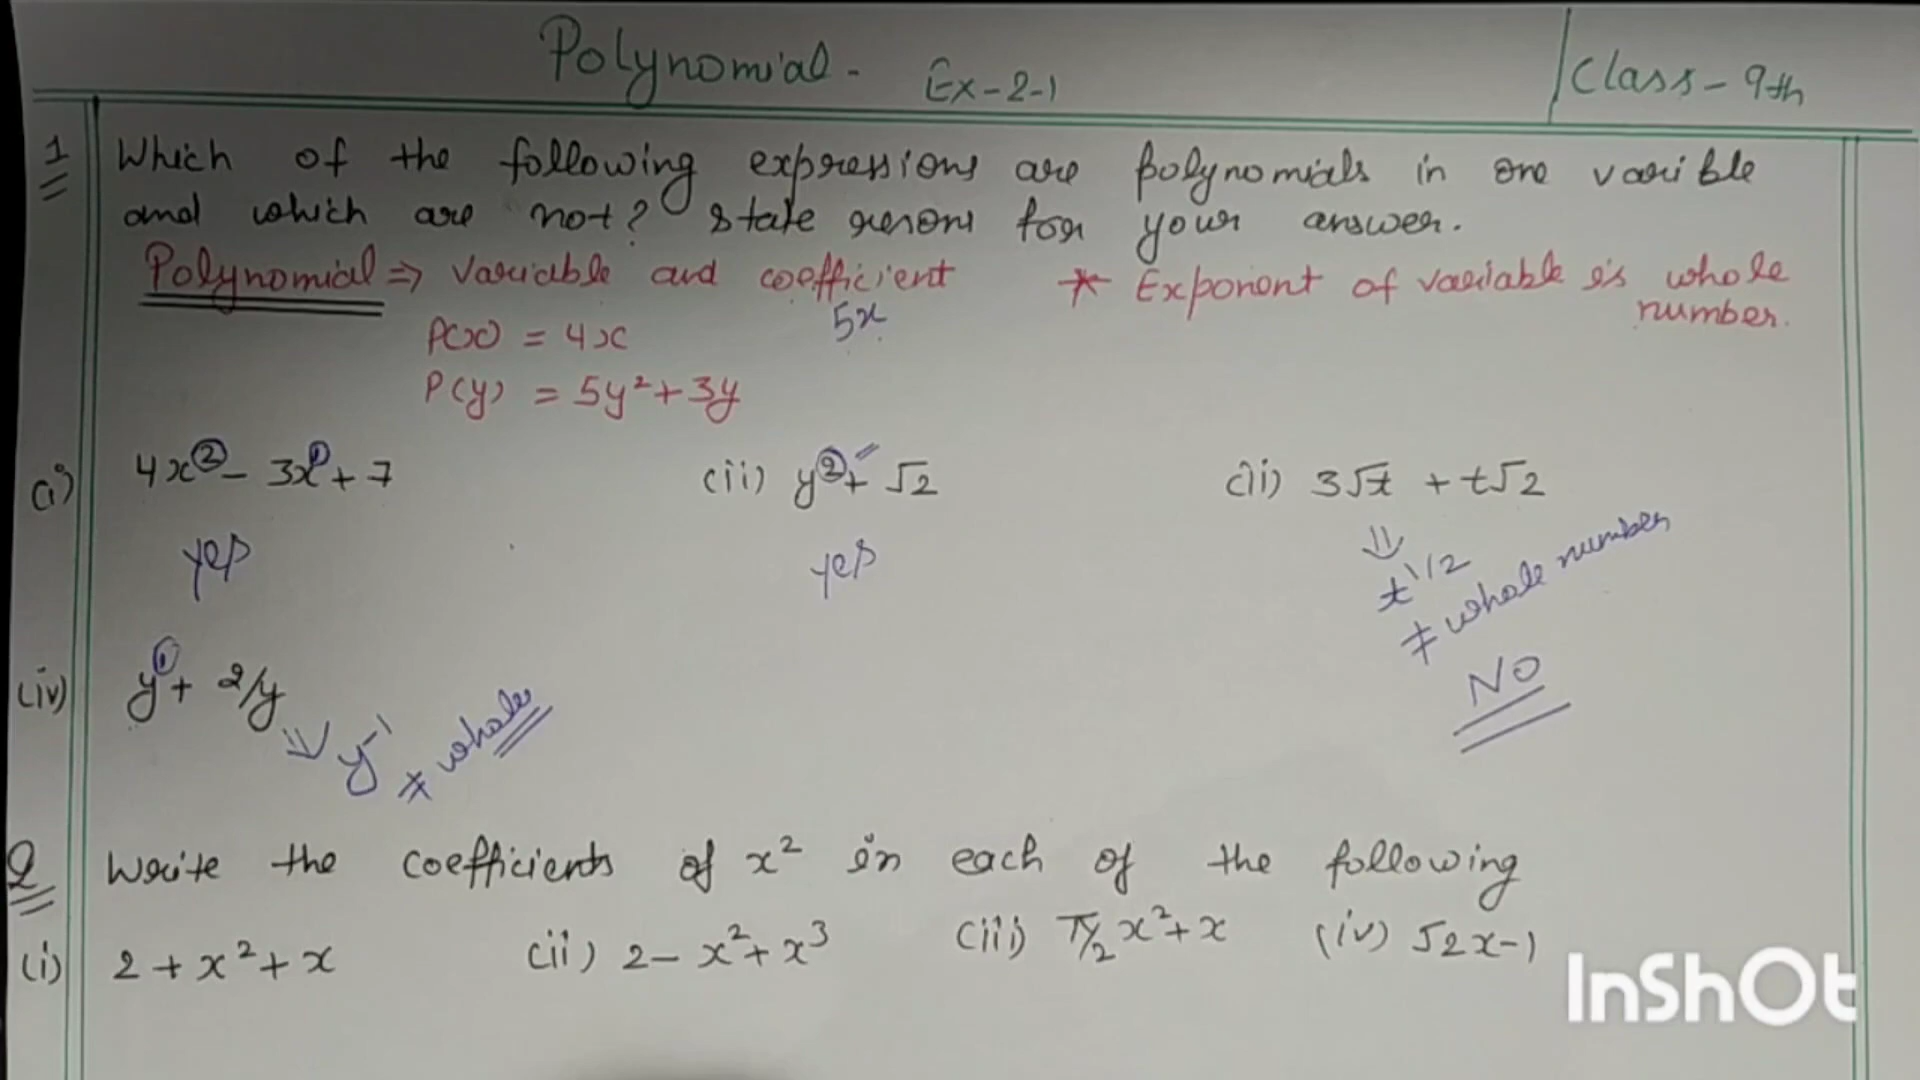 Polynomial - Ex-2-1
Class-9th
1 Which of the following expressions are polynomials in one varible
and which are not? State resons for your answer.
Polynomial ⇒ Variable and coefficient * Exponent of variable is whole number.
5x
P(x) = 4x
P(y) = 5y² + 3y
(i) 4x² - 3x¹ + 7 (ii) y² + √2 (iii) 3√t + t√2
yes yes ⇓ t^1/2 ≠ whole number
NO
(iv) y¹ + 2/y ⇒ y⁻¹ ≠ whole
2 Write the coefficients of x² in each of the following
(i) 2 + x² + x (ii) 2 - x² + x³ (iii) π/2 x² + x (iv) √2x-1
InShOt